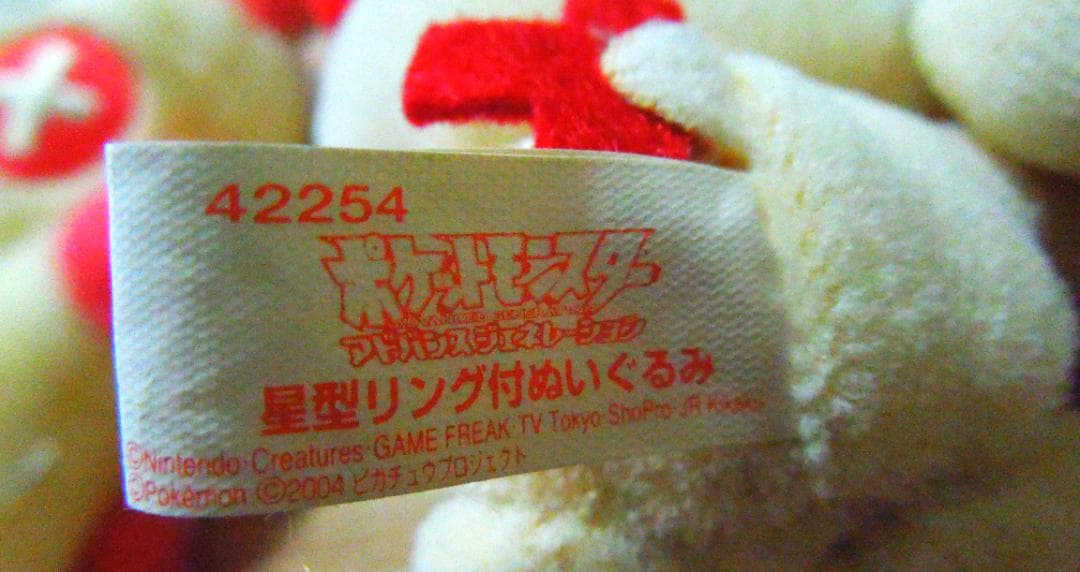 42254
ポケットモンスター
アドバンスジェネレーション
星型リング付ぬいぐるみ
©Nintendo·Creatures·GAME FREAK·TV Tokyo·ShoPro·JR Kikaku
©Pokémon ©2004 ピカチュウプロジェクト